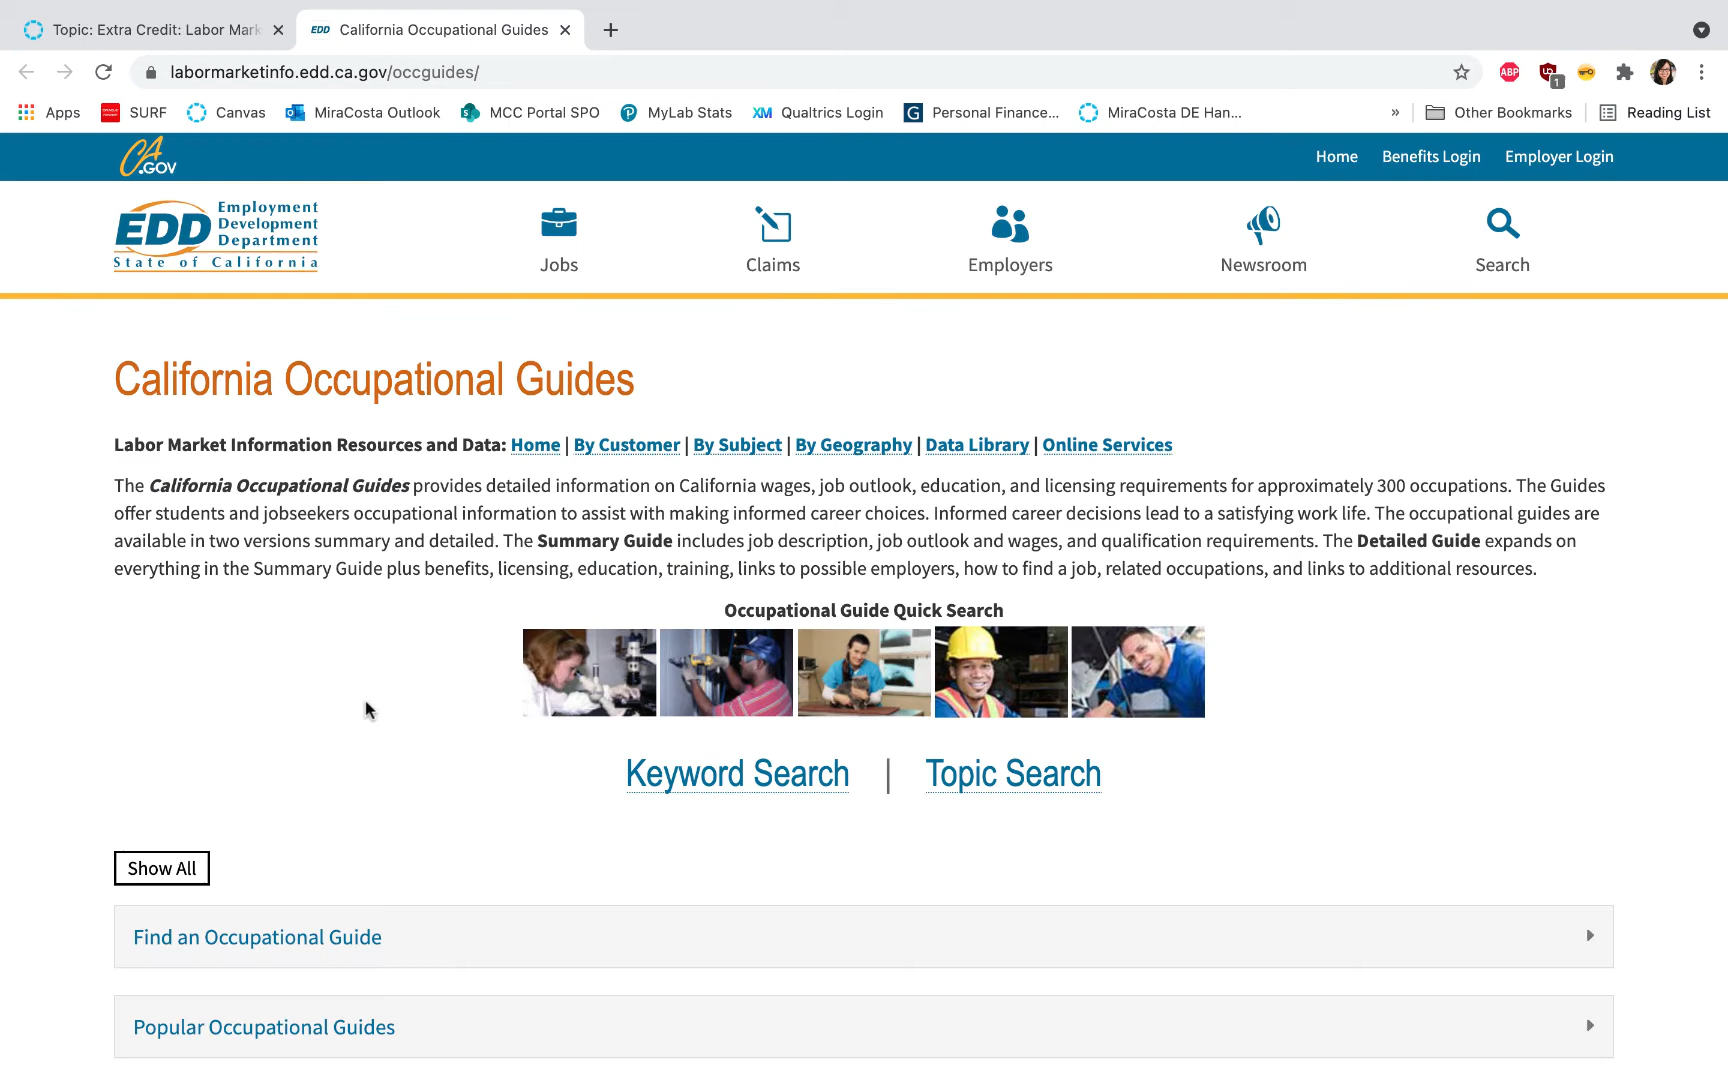 Topic: Extra Credit: Labor Mark
EDD California Occupational Guides
labormarketinfo.edd.ca.gov/occguides/
ABP
1
Apps SURF Canvas MiraCosta Outlook MCC Portal SPO MyLab Stats XM Qualtrics Login G Personal Finance... MiraCosta DE Han... » Other Bookmarks Reading List
CA.GOV
Home Benefits Login Employer Login
EDD Employment
Development
Department
State of California
Jobs Claims Employers Newsroom Search
California Occupational Guides
Labor Market Information Resources and Data: Home | By Customer | By Subject | By Geography | Data Library | Online Services
The California Occupational Guides provides detailed information on California wages, job outlook, education, and licensing requirements for approximately 300 occupations. The Guides
offer students and jobseekers occupational information to assist with making informed career choices. Informed career decisions lead to a satisfying work life. The occupational guides are
available in two versions summary and detailed. The Summary Guide includes job description, job outlook and wages, and qualification requirements. The Detailed Guide expands on
everything in the Summary Guide plus benefits, licensing, education, training, links to possible employers, how to find a job, related occupations, and links to additional resources.
Occupational Guide Quick Search
Keyword Search | Topic Search
Show All
Find an Occupational Guide
Popular Occupational Guides